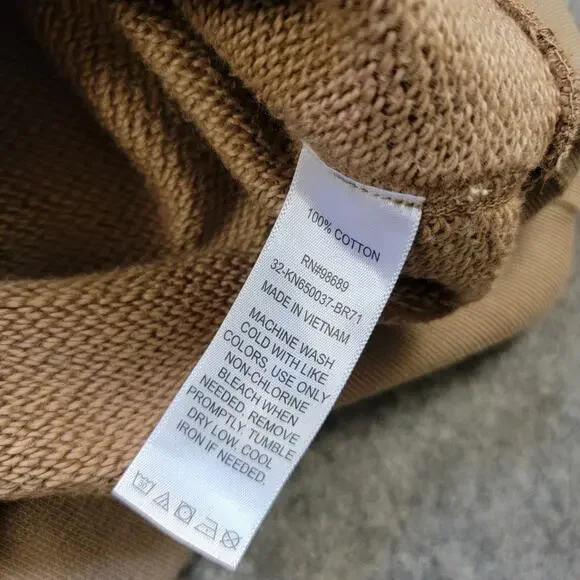 100% COTTON
RN#98689
32-KN650037-BR71
MADE IN VIETNAM
MACHINE WASH
COLD WITH LIKE
COLORS, USE ONLY
NON-CHLORINE
BLEACH WHEN
NEEDED, REMOVE
PROMPTLY, TUMBLE
DRY LOW, COOL
IRON IF NEEDED.